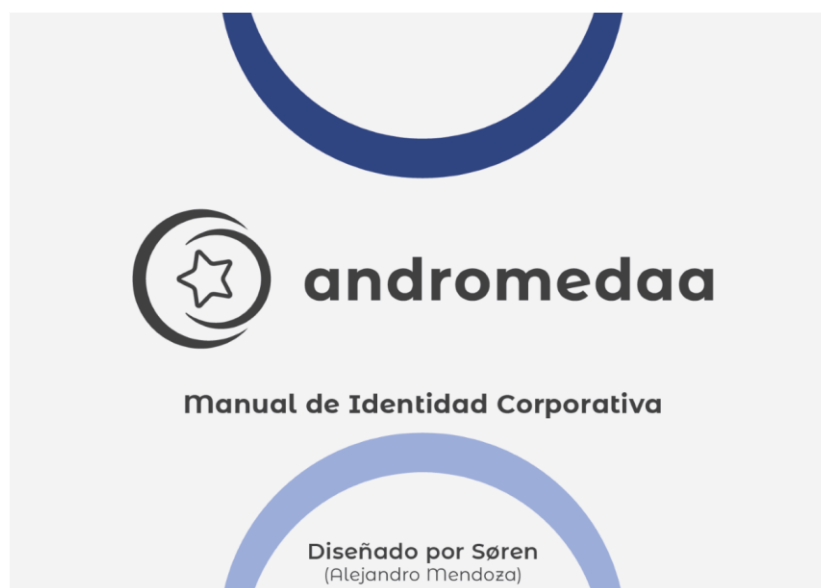 andromedaa
Manual de Identidad Corporativa
Diseñado por Søren
(Alejandro Mendoza)